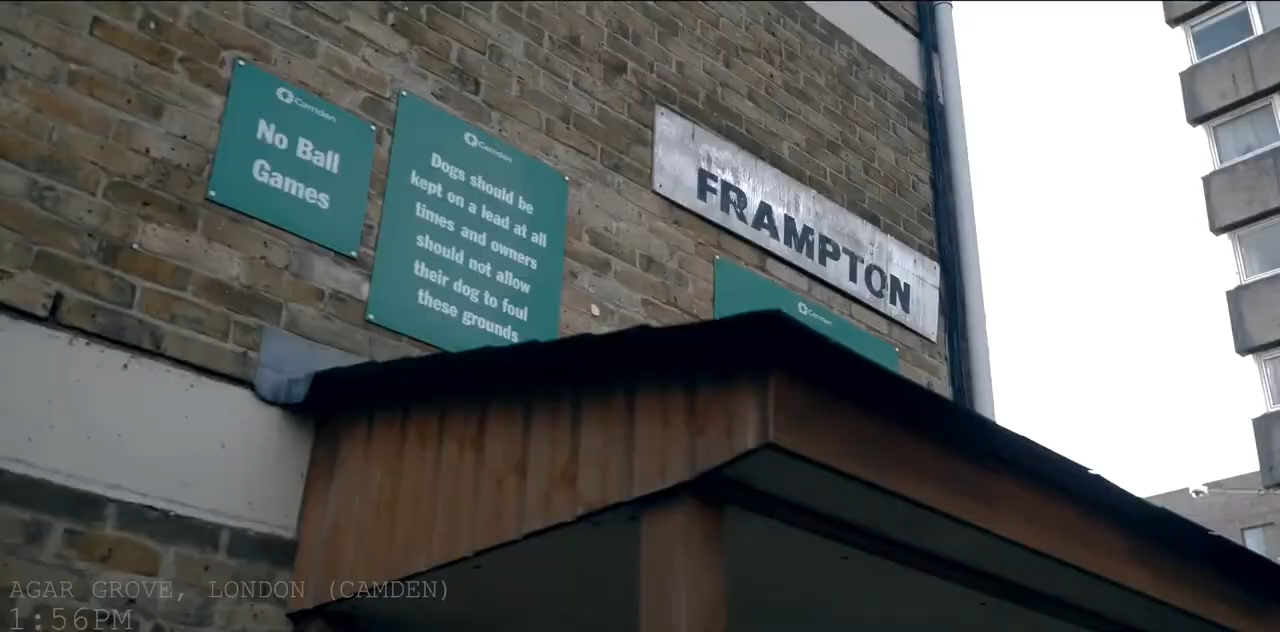 Camden
No Ball
Games
Camden
Dogs should be
kept on a lead at all
times and owners
should not allow
their dog to foul
these grounds
FRAMPTON
Camden
AGAR GROVE, LONDON (CAMDEN)
1:56PM